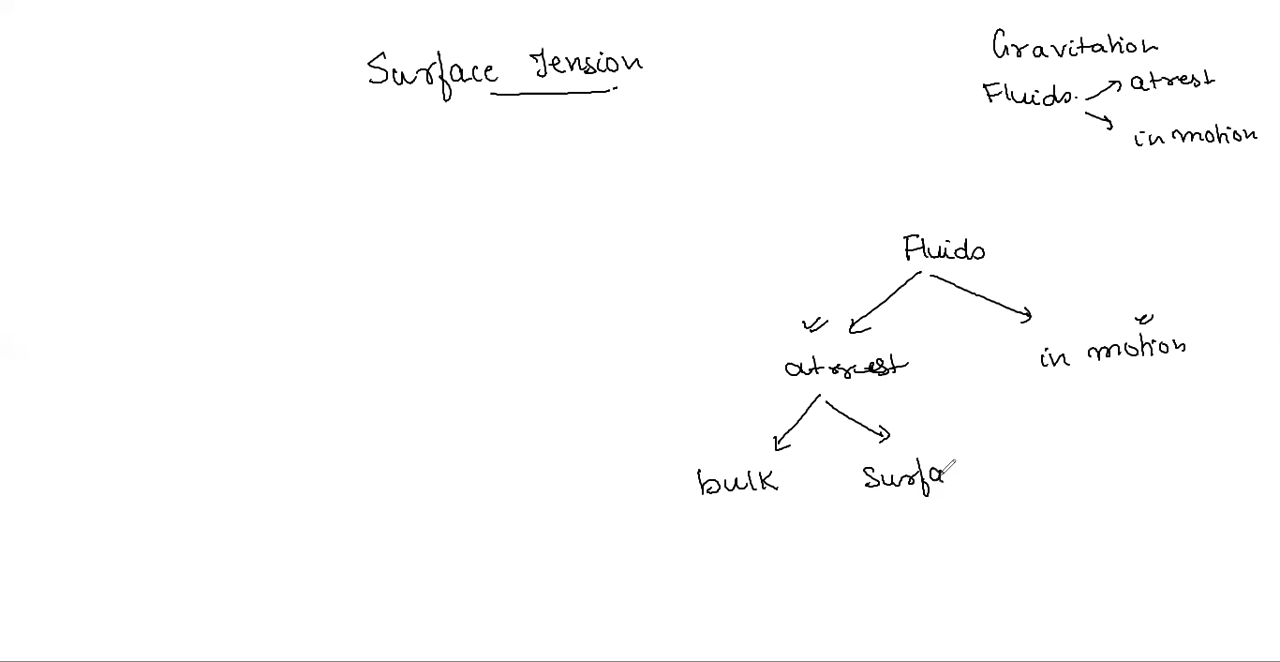 Surface Tension
Gravitation
Fluids. at rest
in motion
Fluids
at rest
in motion
bulk
Surfa